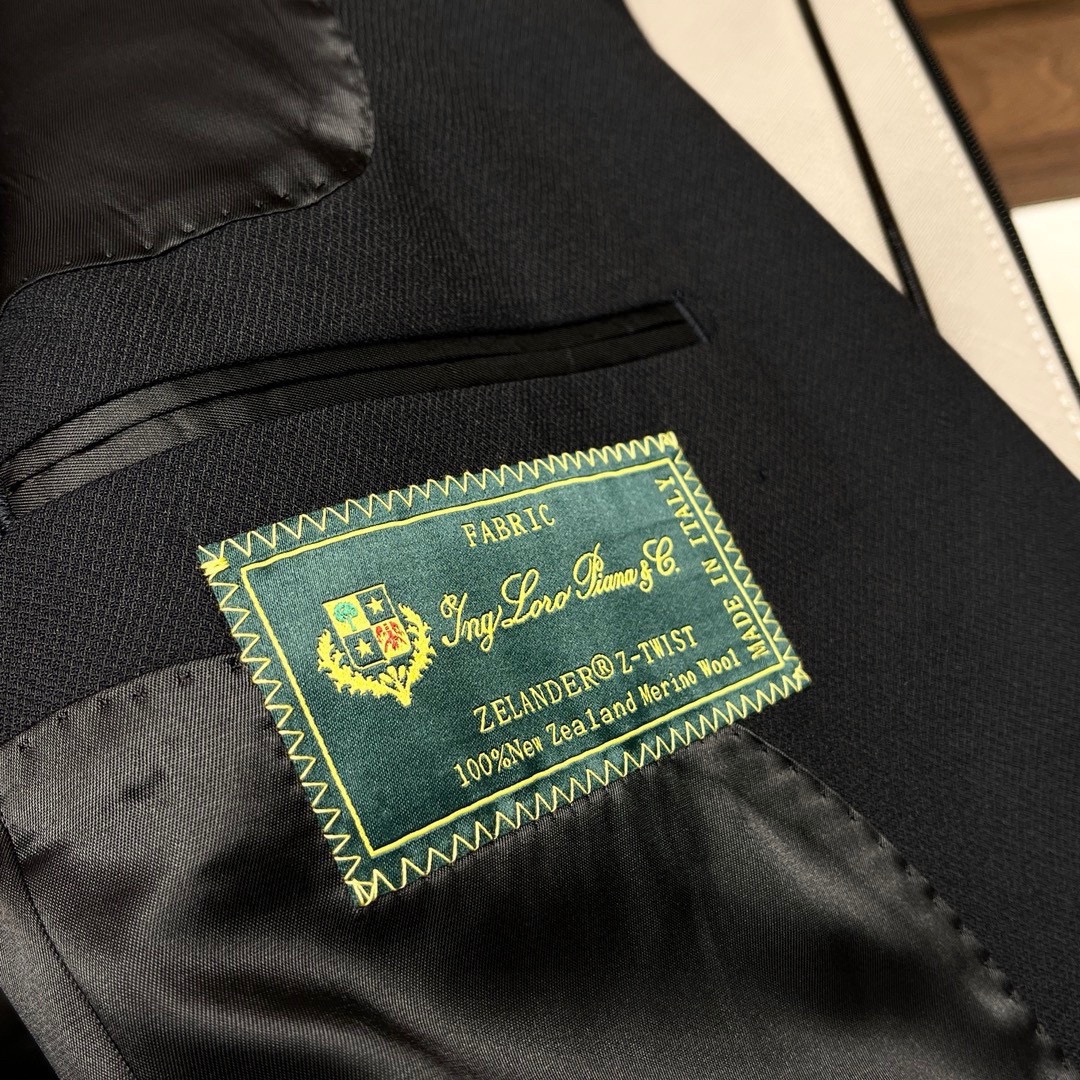 FABRIC
Ing Loro Piana & C.
ZELANDER® Z-TWIST
100%New Zealand Merino Wool
MADE IN ITALY